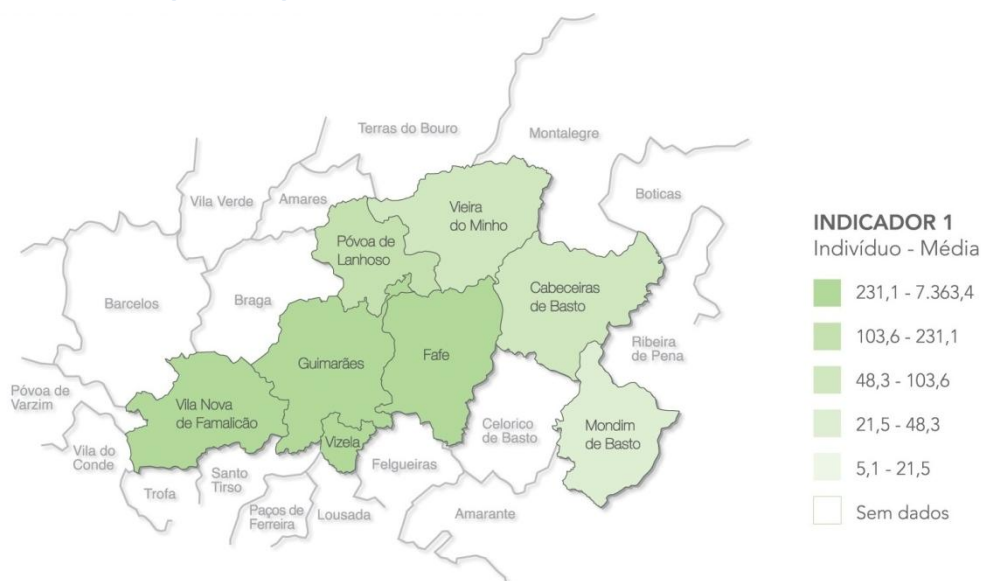 Terras do Bouro
Montalegre
Vila Verde
Amares
Boticas
Vieira
do Minho
Póvoa de
Lanhoso
Barcelos
Braga
Cabeceiras
de Basto
Ribeira
de Pena
Guimarães
Fafe
Póvoa de
Varzim
Vila Nova
de Famalicão
Celorico
de Basto
Mondim
de Basto
Vizela
Vila do
Conde
Felgueiras
Santo
Tirso
Trofa
Paços de
Ferreira
Lousada
Amarante
INDICADOR 1
Indivíduo - Média
231,1 - 7.363,4
103,6 - 231,1
48,3 - 103,6
21,5 - 48,3
5,1 - 21,5
Sem dados